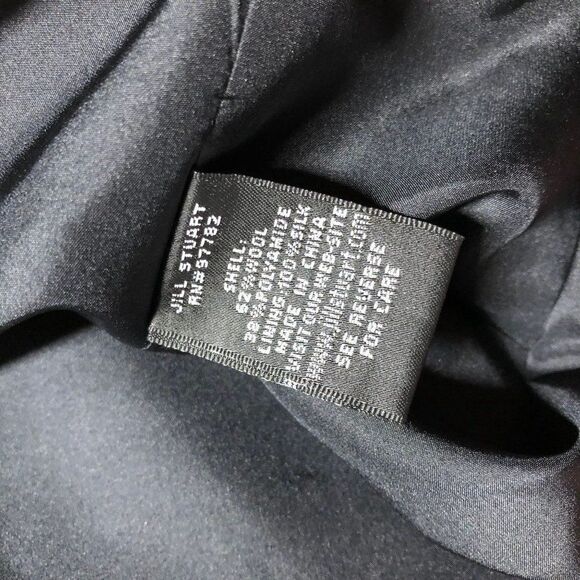 JILL STUART
RN#97782
SHELL:
62%WOOL
38%POLYAMIDE
LINING:100%SILK
MADE IN CHINA
VISIT OUR WEB-SITE
www.jillstuart.com
SEE REVERSE
FOR CARE